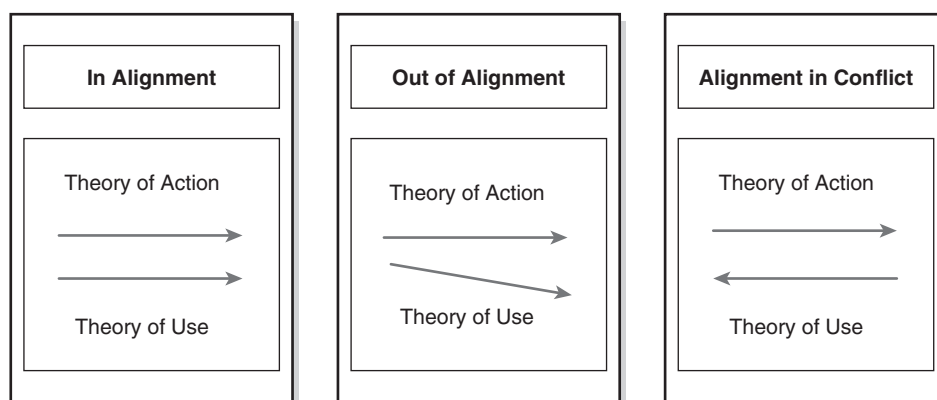 In Alignment
Theory of Action
Theory of Use
Out of Alignment
Theory of Action
Theory of Use
Alignment in Conflict
Theory of Action
Theory of Use